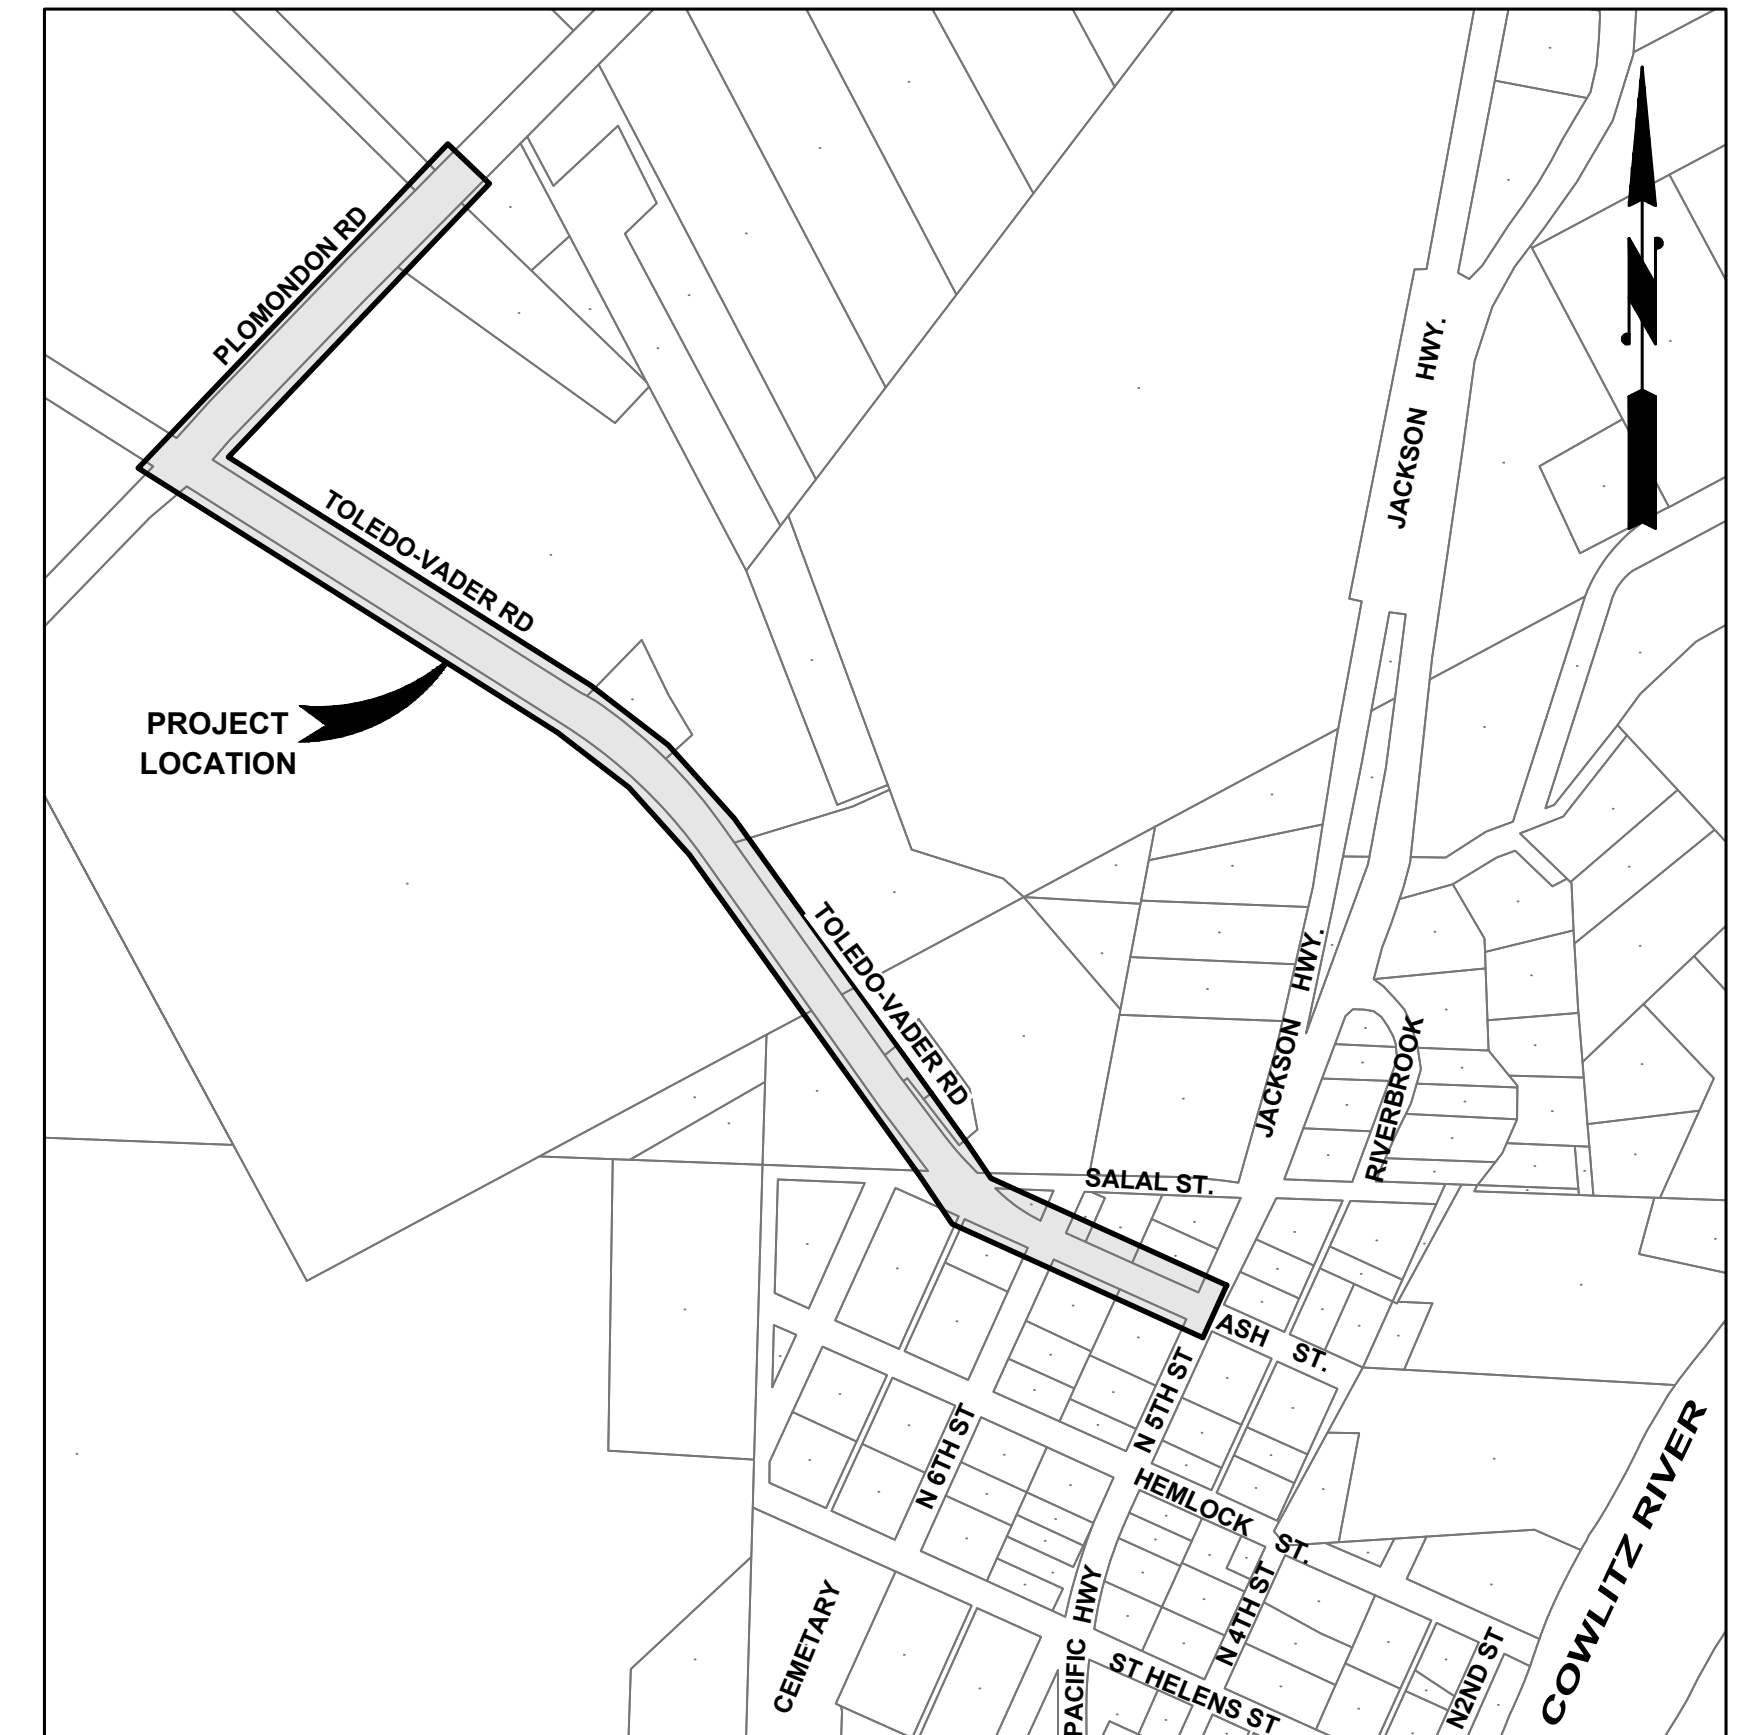 PLOMONDON RD
JACKSON HWY.
N
TOLEDO-VADER RD
PROJECT
LOCATION
TOLEDO-VADER RD
JACKSON HWY.
RIVERBROOK
SALAL ST.
ASH ST.
N 5TH ST
N 6TH ST
HEMLOCK ST.
COWLITZ RIVER
N 4TH ST
PACIFIC HWY
CEMETARY
ST HELENS ST
N2ND ST